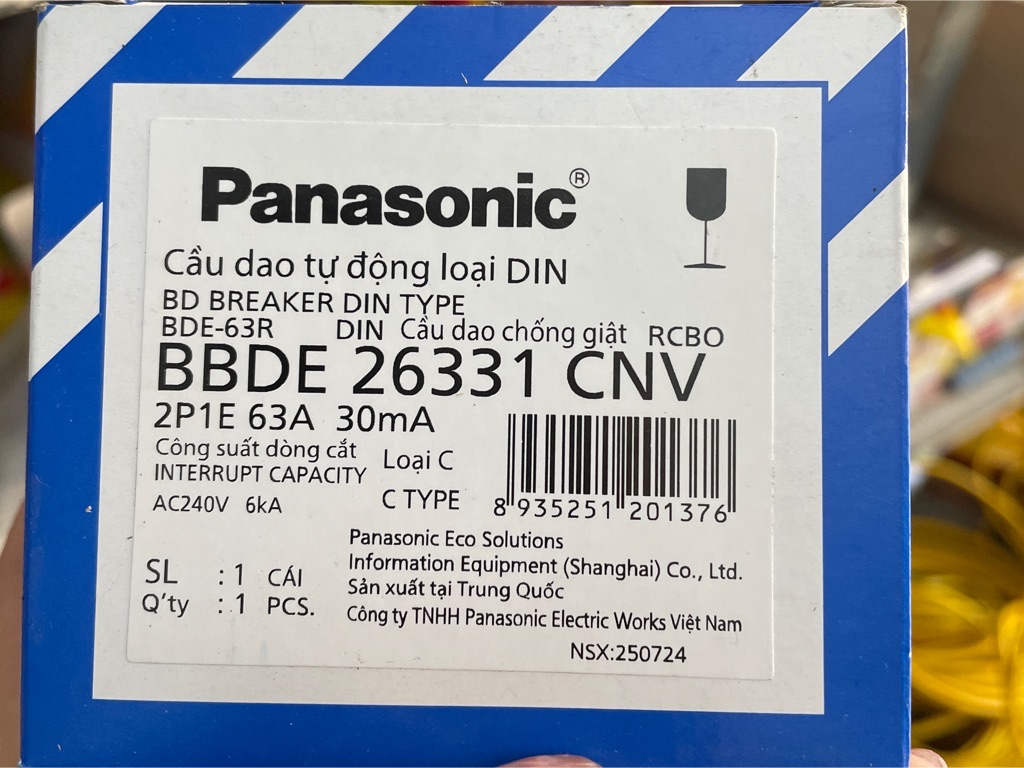 Panasonic®
Cầu dao tự động loại DIN
BD BREAKER DIN TYPE
BDE-63R DIN Cầu dao chống giật RCBO
BBDE 26331 CNV
2P1E 63A 30mA
Công suất dòng cắt
INTERRUPT CAPACITY
AC240V 6kA
Loại C
C TYPE
8 935251 201376
SL : 1 CÁI
Q'ty : 1 PCS.
Panasonic Eco Solutions
Information Equipment (Shanghai) Co., Ltd.
Sản xuất tại Trung Quốc
Công ty TNHH Panasonic Electric Works Việt Nam
NSX:250724